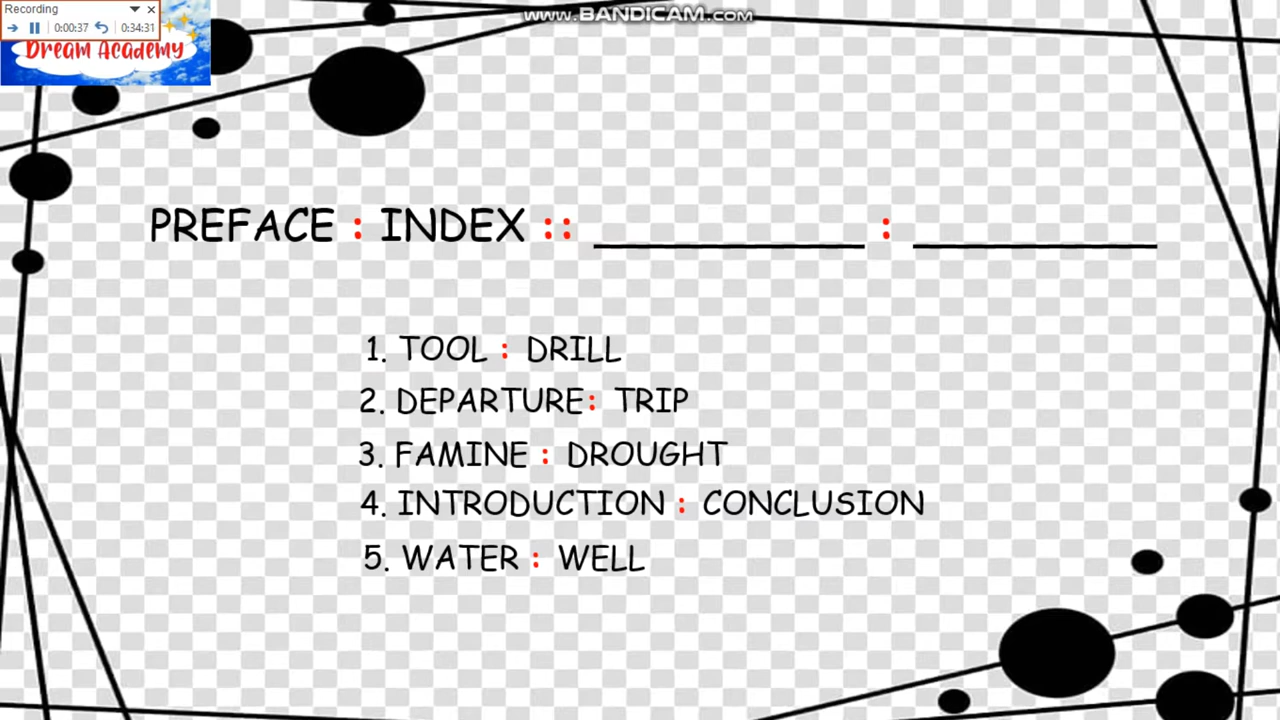 Recording
www.BANDICAM.com
0:00:37 0:34:31
Dream Academy
PREFACE : INDEX :: ____________ : ___________
1. TOOL : DRILL
2. DEPARTURE: TRIP
3. FAMINE : DROUGHT
4. INTRODUCTION : CONCLUSION
5. WATER : WELL